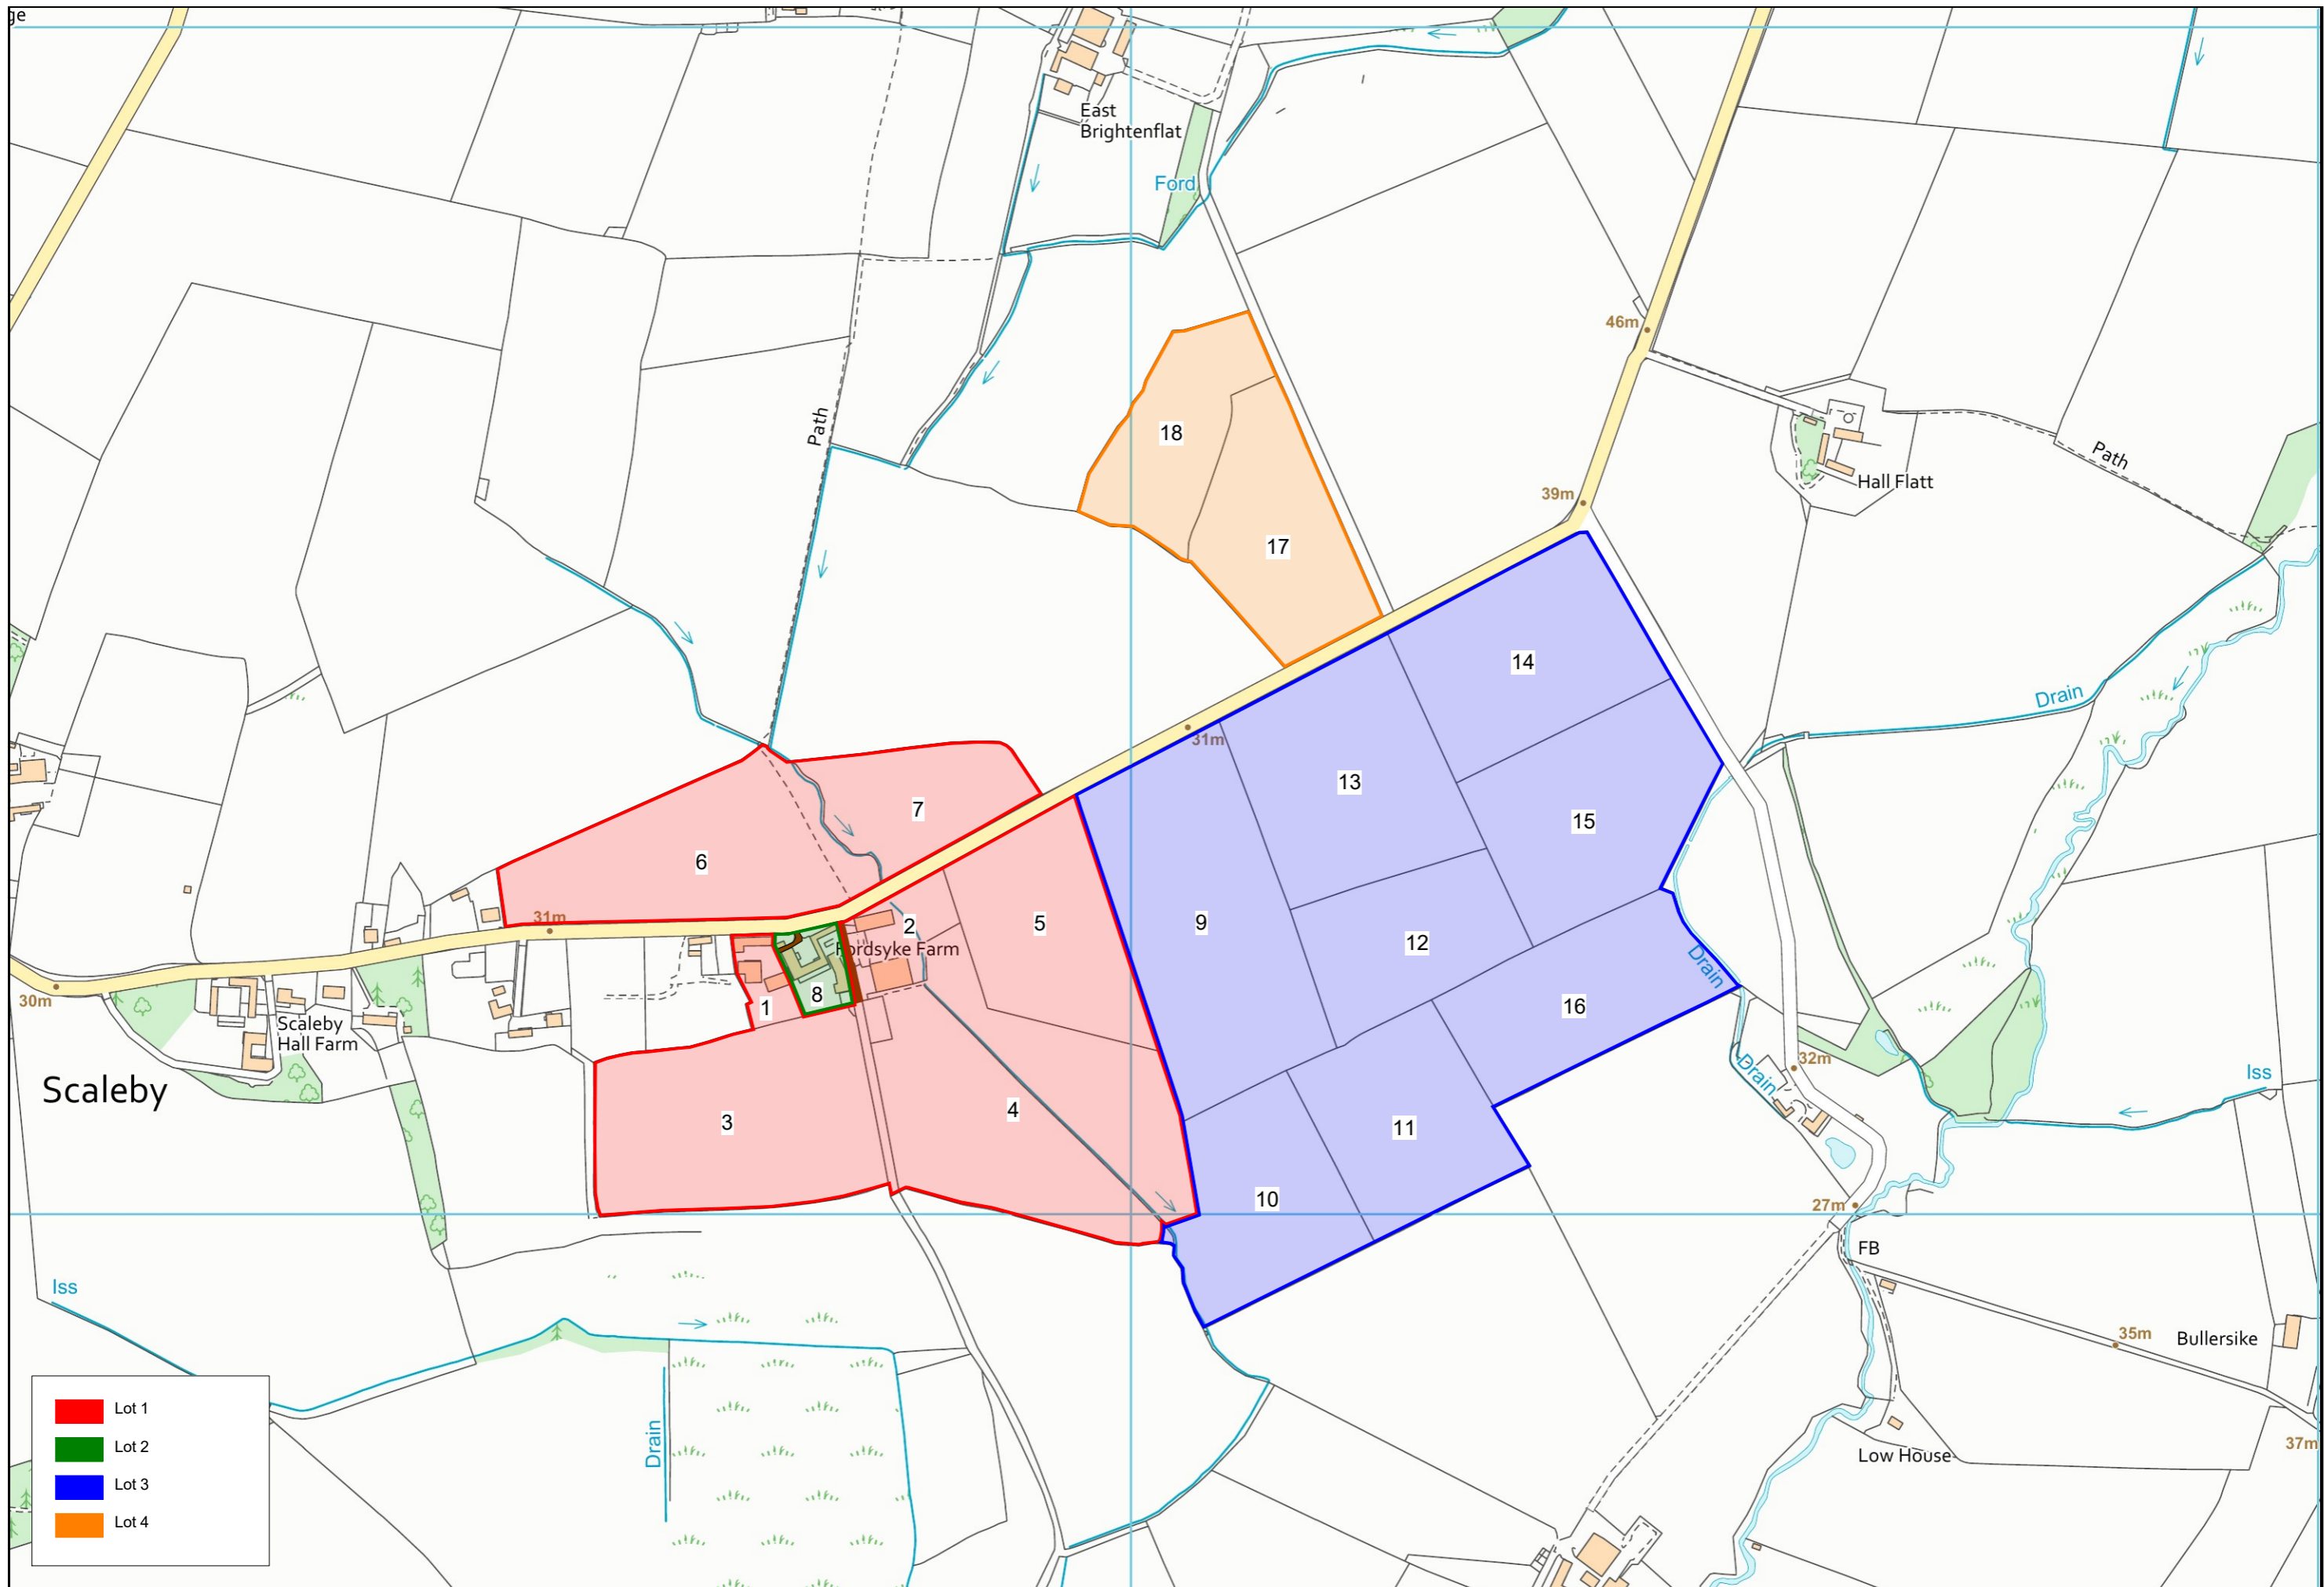 ge
East
Brightenflat
Ford
46m
Path
18
39m
Hall Flatt
Path
17
14
Drain
31m
13
7
15
6
31m
2
5
9
12
Fordsyke Farm
Drain
30m
8
1
16
Scaleby
Hall Farm
32m
Drain
Iss
Scaleby
3
4
11
10
27m
FB
Iss
35m
Bullersike
Lot 1
Lot 2
Lot 3
Lot 4
Drain
Low House
37m